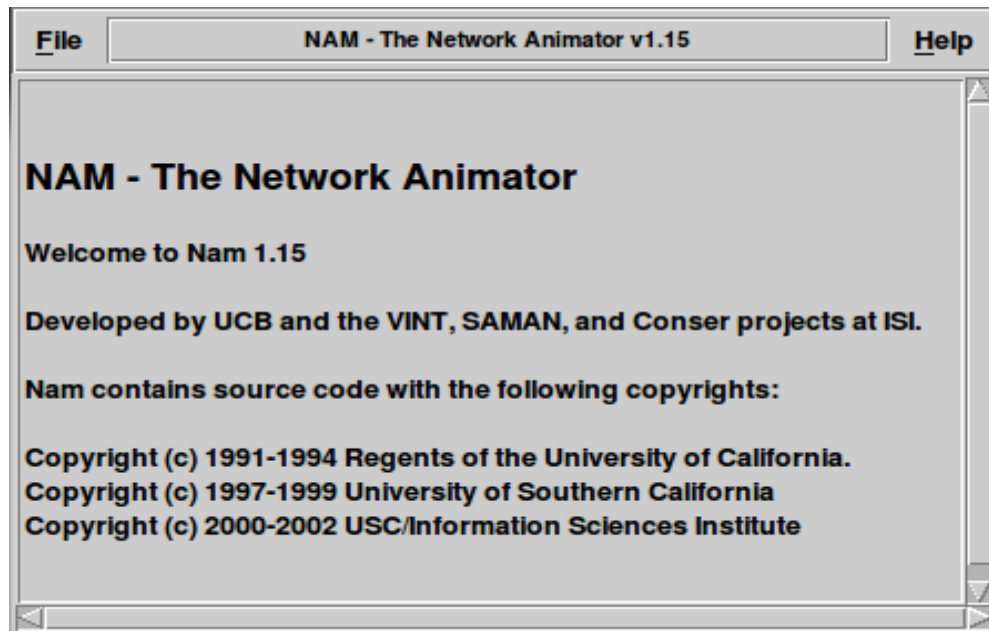 File NAM - The Network Animator v1.15 Help
NAM - The Network Animator
Welcome to Nam 1.15
Developed by UCB and the VINT, SAMAN, and Conser projects at ISI.
Nam contains source code with the following copyrights:
Copyright (c) 1991-1994 Regents of the University of California.
Copyright (c) 1997-1999 University of Southern California
Copyright (c) 2000-2002 USC/Information Sciences Institute